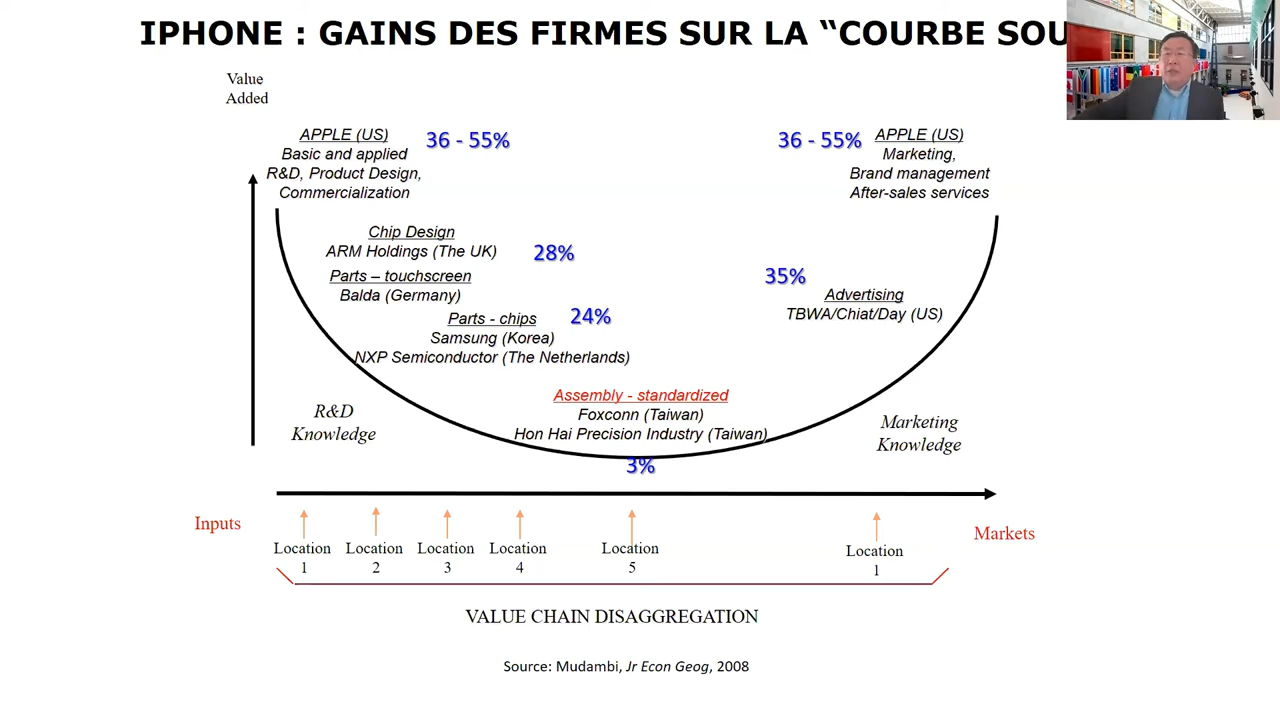 IPHONE : GAINS DES FIRMES SUR LA “COURBE SOU
Value
Added
APPLE (US)
Basic and applied
R&D, Product Design,
Commercialization
36 - 55%
36 - 55%
APPLE (US)
Marketing,
Brand management
After-sales services
Chip Design
ARM Holdings (The UK)
28%
Parts – touchscreen
Balda (Germany)
35%
Advertising
TBWA/Chiat/Day (US)
Parts - chips
24%
Samsung (Korea)
NXP Semiconductor (The Netherlands)
Assembly - standardized
Foxconn (Taiwan)
Hon Hai Precision Industry (Taiwan)
3%
R&D
Knowledge
Marketing
Knowledge
Inputs
Markets
Location
1
Location
2
Location
3
Location
4
Location
5
Location
1
VALUE CHAIN DISAGGREGATION
Source: Mudambi, Jr Econ Geog, 2008